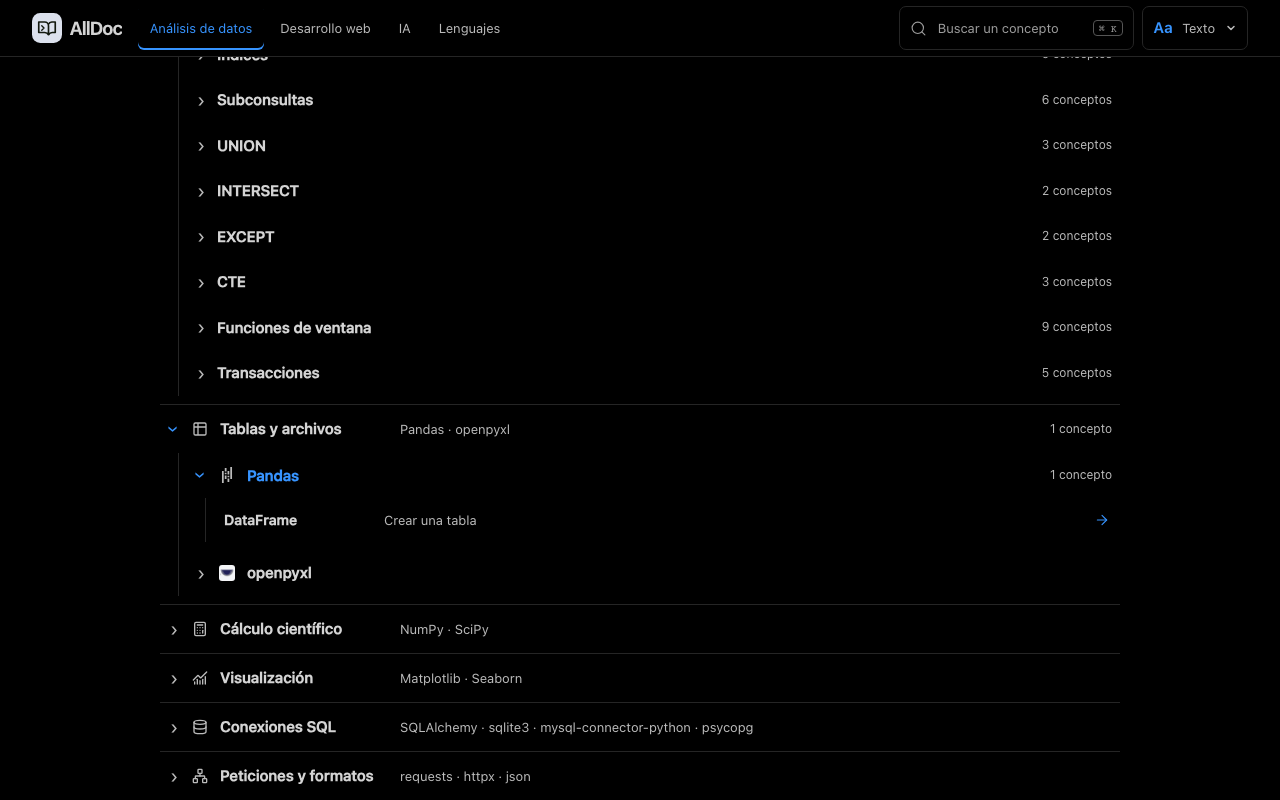 AllDoc
Análisis de datos
Desarrollo web
IA
Lenguajes
Buscar un concepto
⌘ K
Aa Texto
Índices
Subconsultas 6 conceptos
UNION 3 conceptos
INTERSECT 2 conceptos
EXCEPT 2 conceptos
CTE 3 conceptos
Funciones de ventana 9 conceptos
Transacciones 5 conceptos
Tablas y archivos Pandas · openpyxl 1 concepto
Pandas 1 concepto
DataFrame Crear una tabla
openpyxl
Cálculo científico NumPy · SciPy
Visualización Matplotlib · Seaborn
Conexiones SQL SQLAlchemy · sqlite3 · mysql-connector-python · psycopg
Peticiones y formatos requests · httpx · json